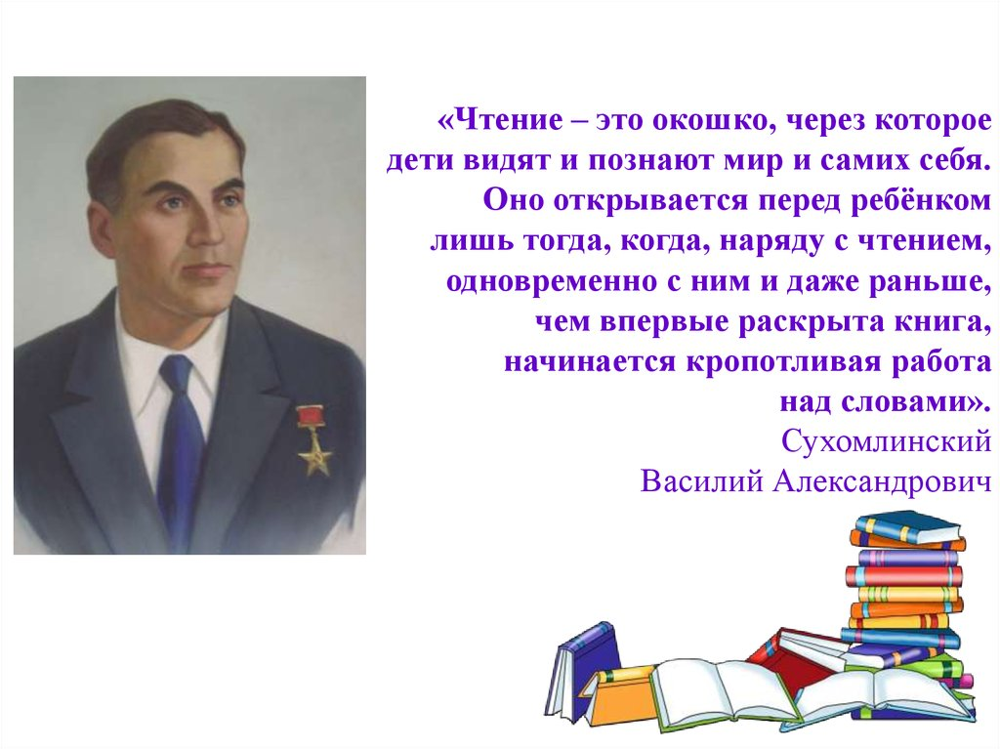 «Чтение – это окошко, через которое
дети видят и познают мир и самих себя.
Оно открывается перед ребёнком
лишь тогда, когда, наряду с чтением,
одновременно с ним и даже раньше,
чем впервые раскрыта книга,
начинается кропотливая работа
над словами».
Сухомлинский
Василий Александрович